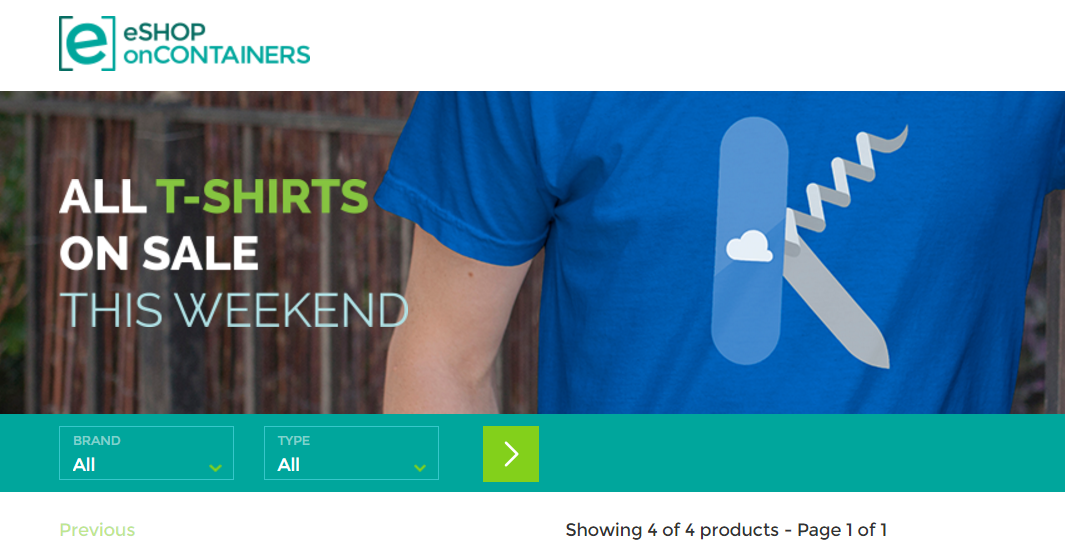 [e] eSHOP
onCONTAINERS
ALL T-SHIRTS
ON SALE
THIS WEEKEND
BRAND
All
TYPE
All
Previous
Showing 4 of 4 products - Page 1 of 1